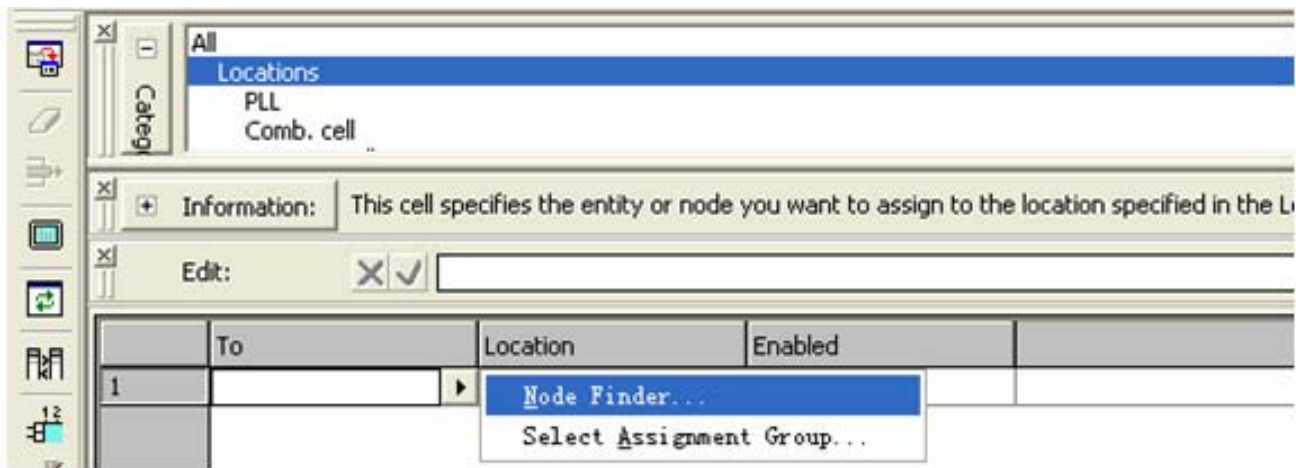 All
Locations
PLL
Comb. cell
Categ
Information: This cell specifies the entity or node you want to assign to the location specified in the
Edit:
To Location Enabled
1
Node Finder...
Select Assignment Group...